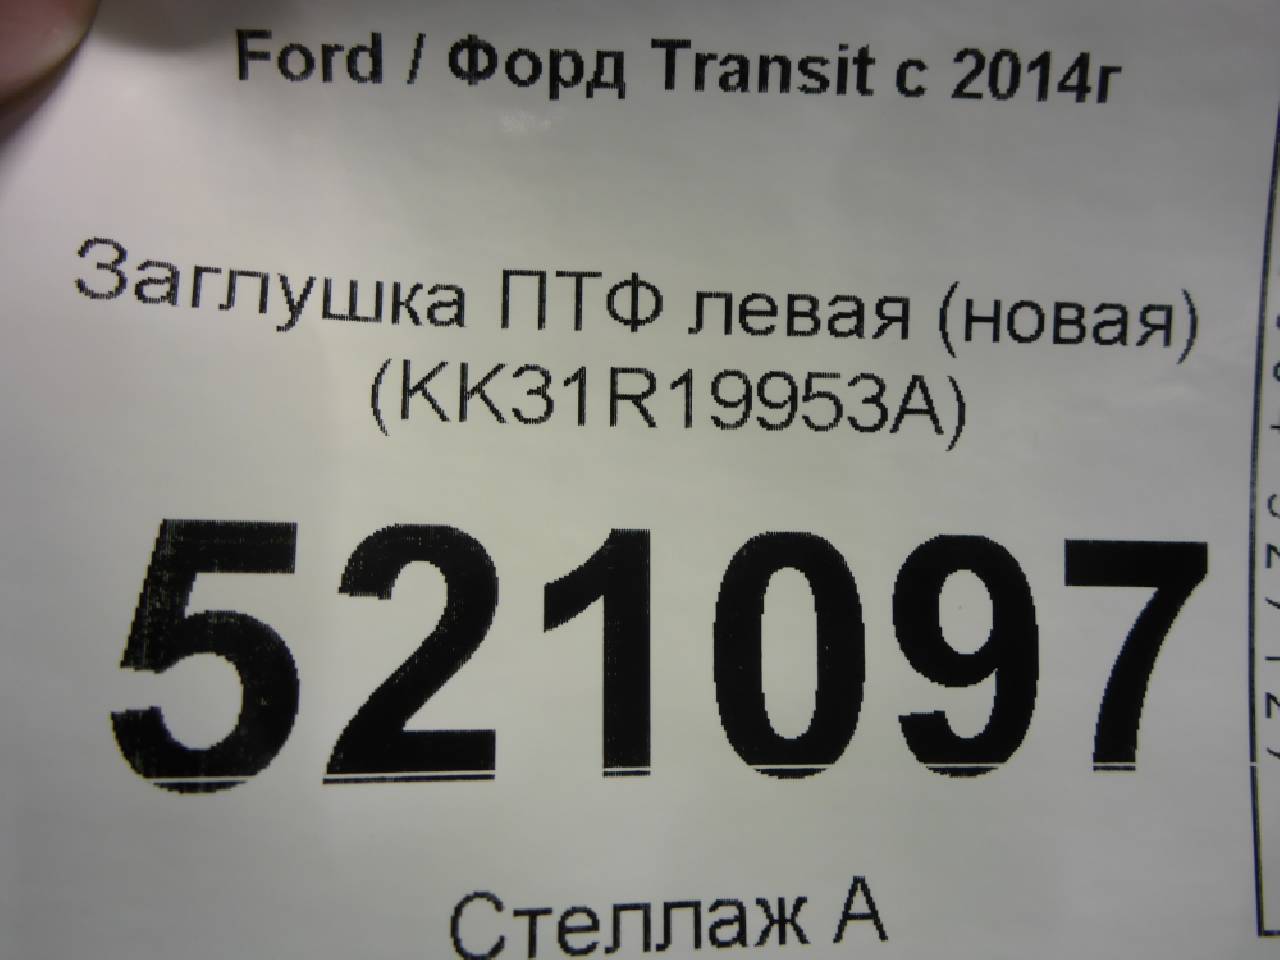 Ford / Форд Transit с 2014г
Заглушка ПТФ левая (новая)
(KK31R19953A)
521097
Стеллаж А